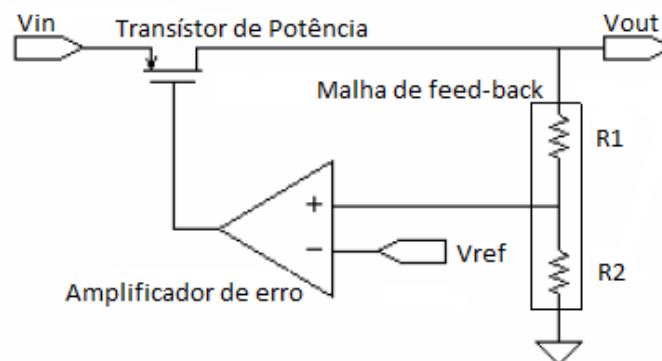 Vin
Transístor de Potência
Vout
Malha de feed-back
R1
+
−
Vref
R2
Amplificador de erro